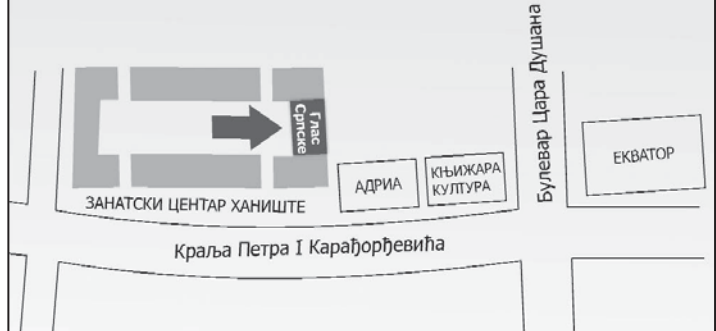 Булевар Цара Душана
Глас
Српске
ЕКВАТОР
АДРИА
КЊИЖАРА
КУЛТУРА
ЗАНАТСКИ ЦЕНТАР ХАНИШТЕ
Краља Петра I Карађорђевића